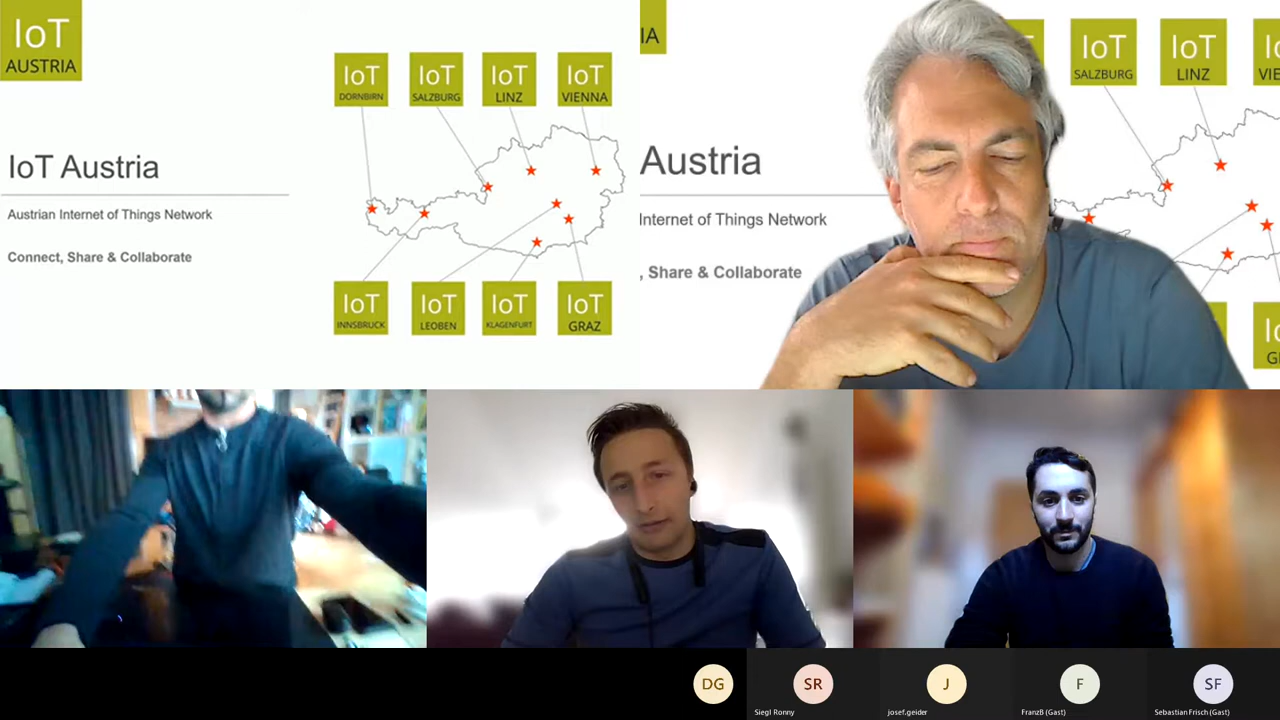 IoT
AUSTRIA
IoT
DORNBIRN
IoT
SALZBURG
IoT
LINZ
IoT
VIENNA
IoT Austria
Austrian Internet of Things Network
Connect, Share & Collaborate
IoT
INNSBRUCK
IoT
LEOBEN
IoT
KLAGENFURT
IoT
GRAZ
IA
IoT
SALZBURG
IoT
LINZ
Austria
Internet of Things Network
, Share & Collaborate
DG
SR
J
F
SF
Siegl Ronny
josef.geider
FranzB (Gast)
Sebastian Frisch (Gast)